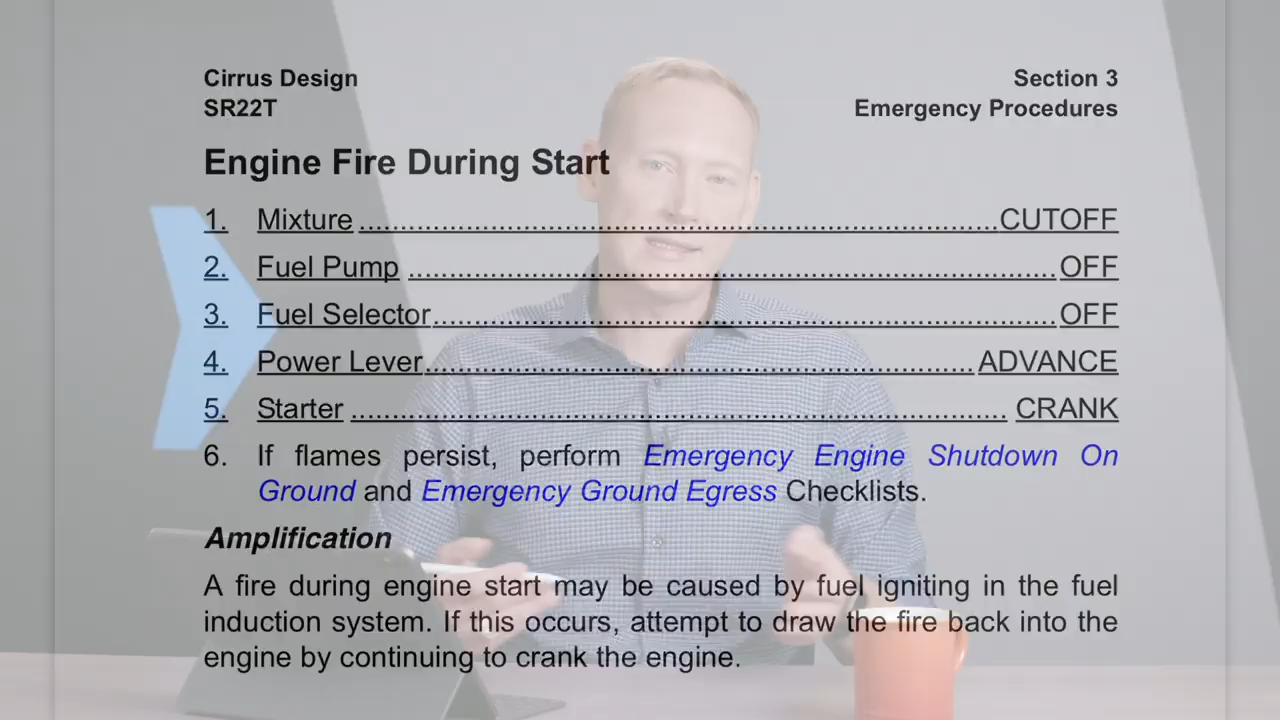 Cirrus Design
SR22T
Section 3
Emergency Procedures
Engine Fire During Start
1. Mixture ........................................................................ CUTOFF
2. Fuel Pump ........................................................................ OFF
3. Fuel Selector ........................................................................ OFF
4. Power Lever ............................................................... ADVANCE
5. Starter ........................................................................ CRANK
6. If flames persist, perform Emergency Engine Shutdown On
Ground and Emergency Ground Egress Checklists.
Amplification
A fire during engine start may be caused by fuel igniting in the fuel
induction system. If this occurs, attempt to draw the fire back into the
engine by continuing to crank the engine.